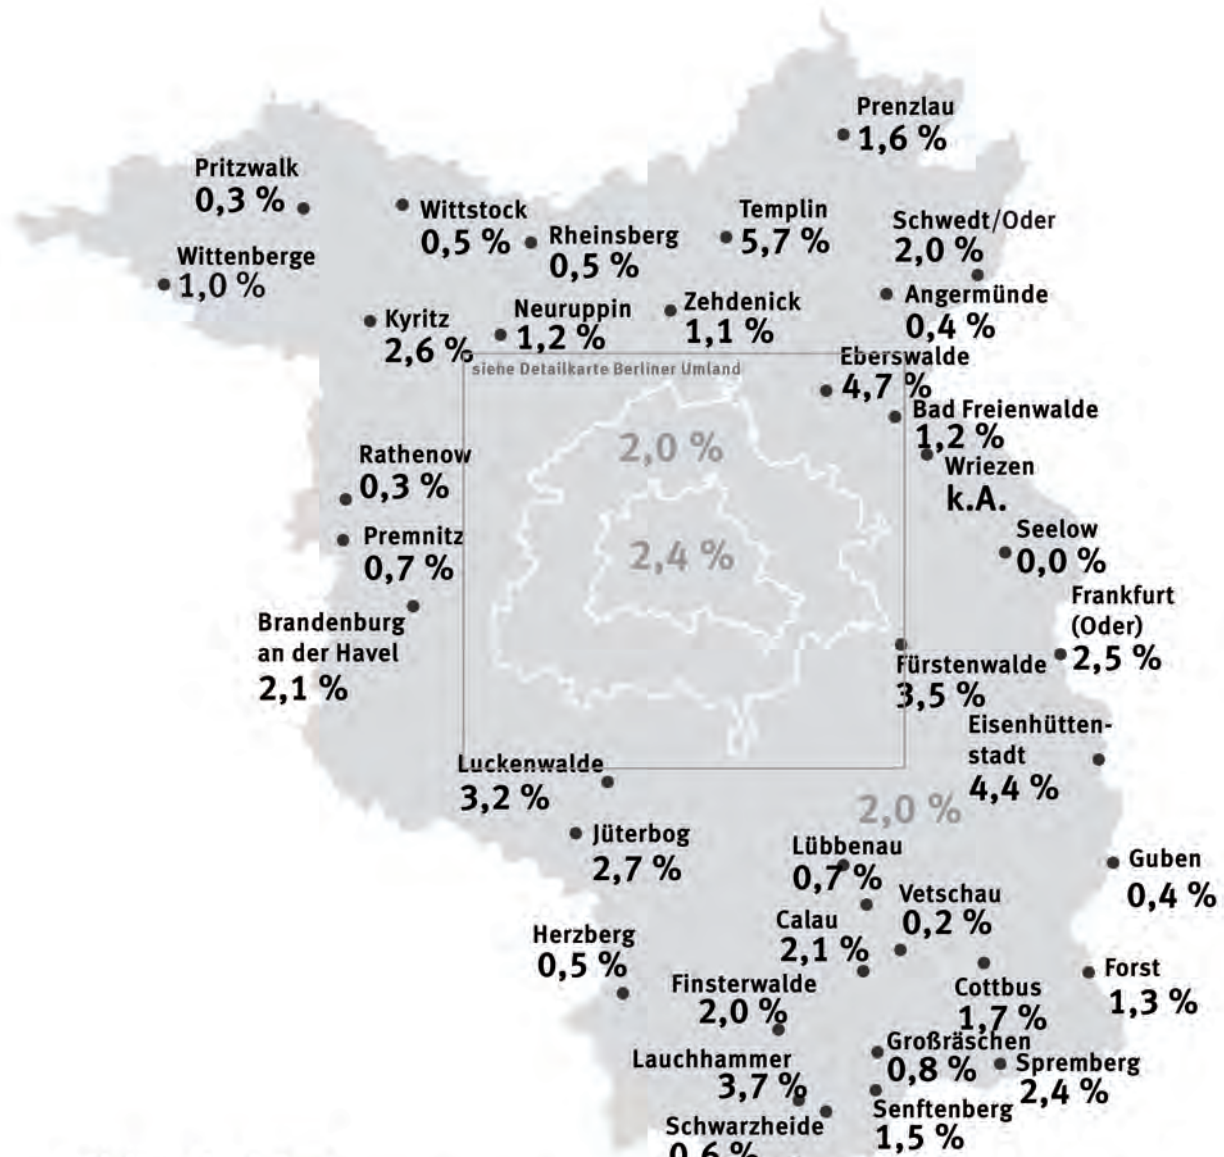 Prenzlau
1,6 %
Pritzwalk
0,3 %
Wittstock
0,5 %
Rheinsberg
0,5 %
Templin
5,7 %
Schwedt/Oder
2,0 %
Wittenberge
1,0 %
Angermünde
0,4 %
Kyritz
2,6 %
Neuruppin
1,2 %
Zehdenick
1,1 %
siehe Detailkarte Berliner Umland
Eberswalde
4,7 %
Bad Freienwalde
1,2 %
2,0 %
Rathenow
0,3 %
Wriezen
k.A.
Premnitz
0,7 %
2,4 %
Seelow
0,0 %
Frankfurt
(Oder)
2,5 %
Brandenburg
an der Havel
2,1 %
Fürstenwalde
3,5 %
Eisenhütten-
stadt
4,4 %
Luckenwalde
3,2 %
2,0 %
Jüterbog
2,7 %
Lübbenau
0,7 %
Guben
0,4 %
Vetschau
0,2 %
Calau
2,1 %
Herzberg
0,5 %
Forst
1,3 %
Finsterwalde
2,0 %
Cottbus
1,7 %
Großräschen
0,8 %
Lauchhammer
3,7 %
Spremberg
2,4 %
Senftenberg
1,5 %
Schwarzheide
0,6 %